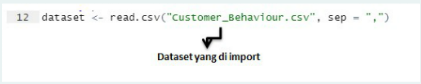 12 dataset <- read.csv("Customer_Behaviour.csv", sep = ",")
Dataset yang di import